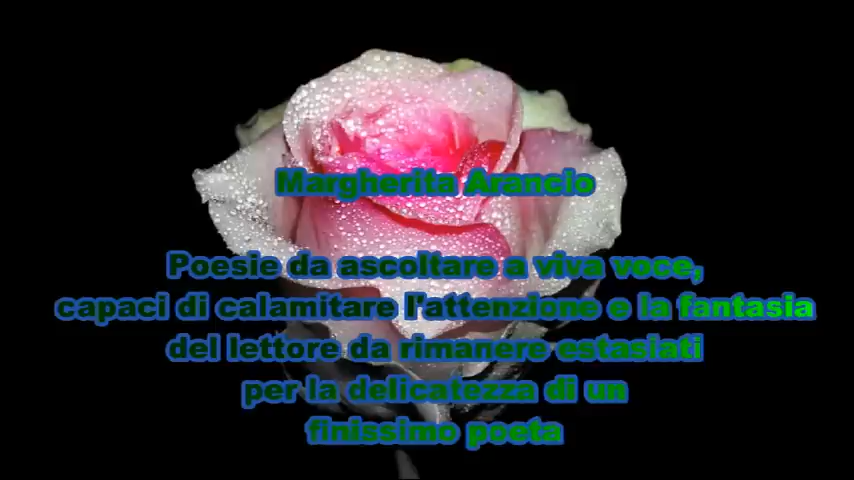 Margherita Arancio
Poesie da ascoltare a viva voce,
capaci di calamitare l'attenzione e la fantasia
del lettore da rimanere estasiati
per la delicatezza di un
finissimo poeta